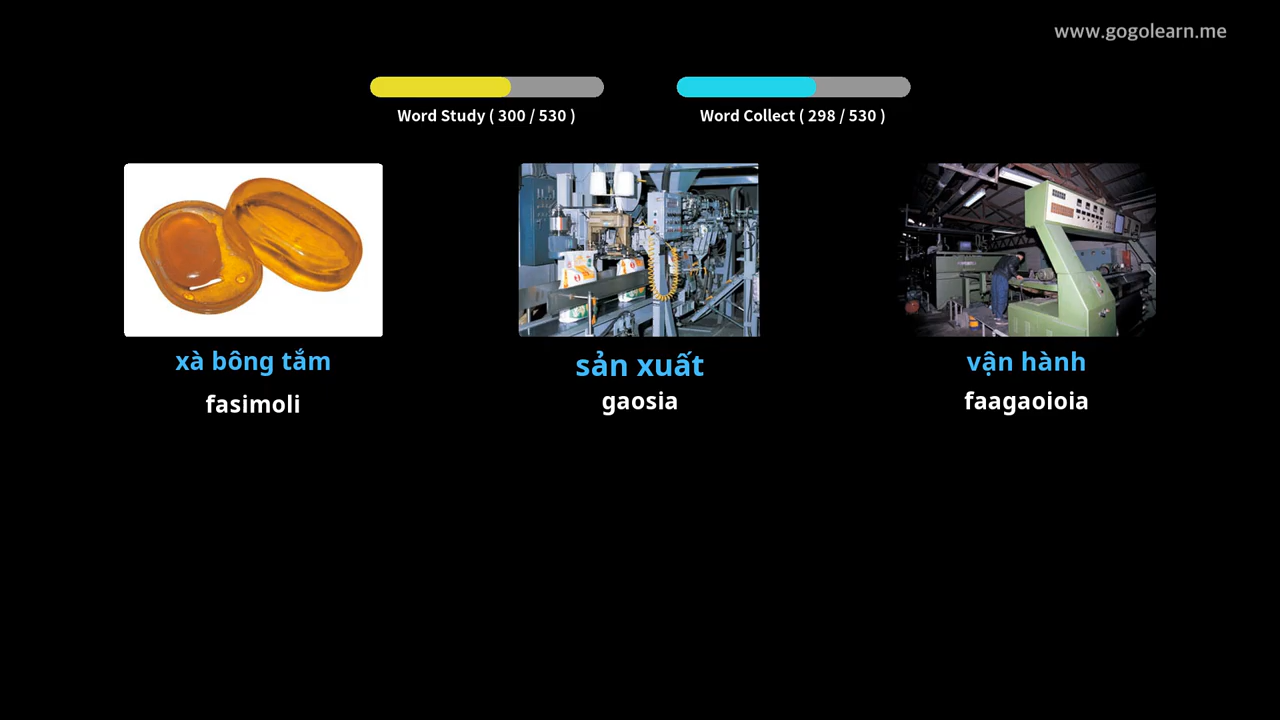 www.gogolearn.me
Word Study ( 300 / 530 )
Word Collect ( 298 / 530 )
xà bông tắm
sản xuất
vận hành
fasimoli
gaosia
faagaoioia